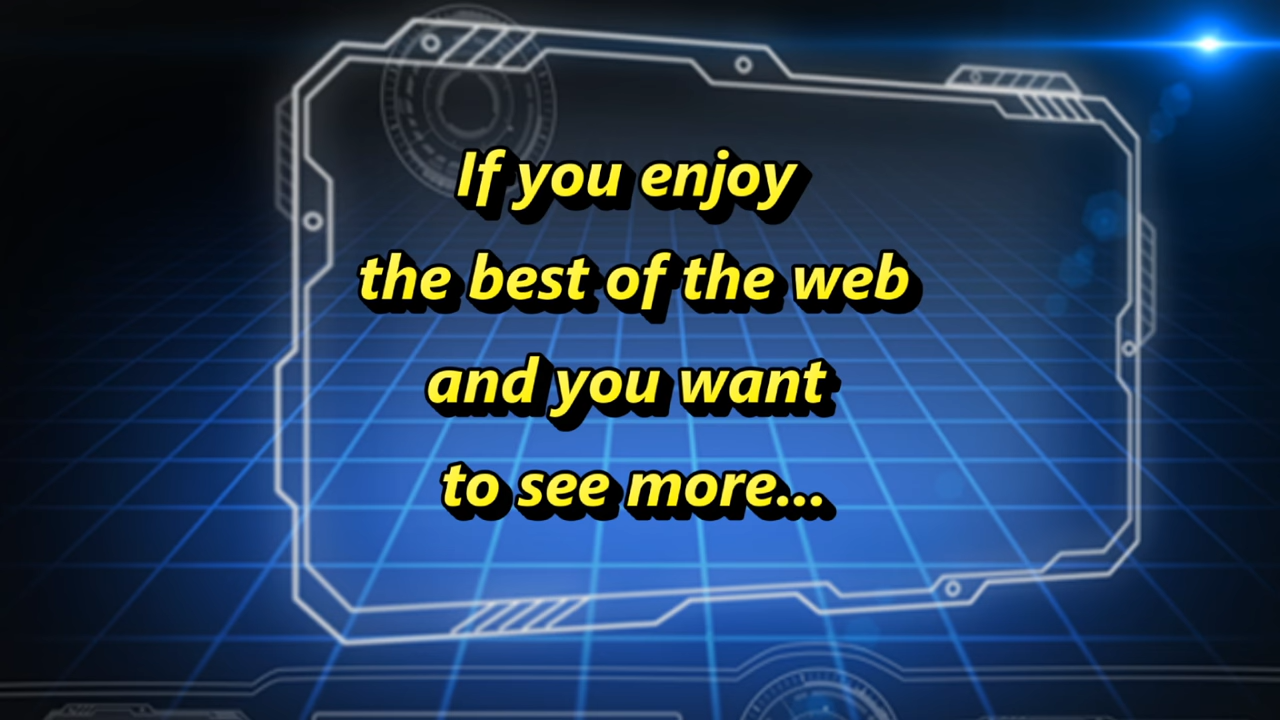 If you enjoy
the best of the web
and you want
to see more...